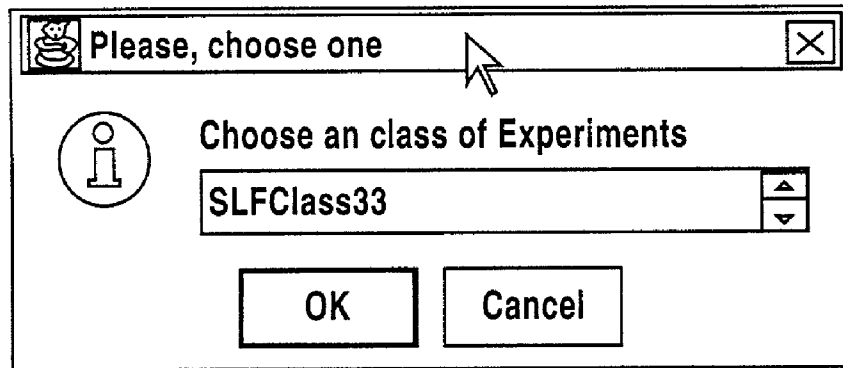 Please, choose one
Choose an class of Experiments
SLFClass33
OK
Cancel